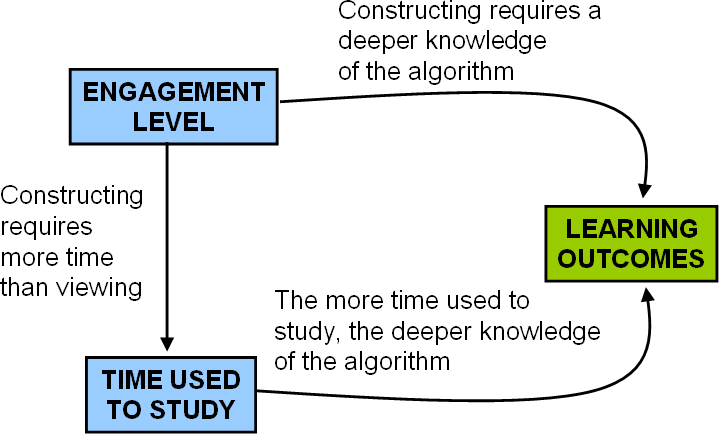 Constructing requires a
deeper knowledge
of the algorithm
ENGAGEMENT
LEVEL
Constructing
requires
more time
than viewing
LEARNING
OUTCOMES
The more time used to
study, the deeper knowledge
of the algorithm
TIME USED
TO STUDY